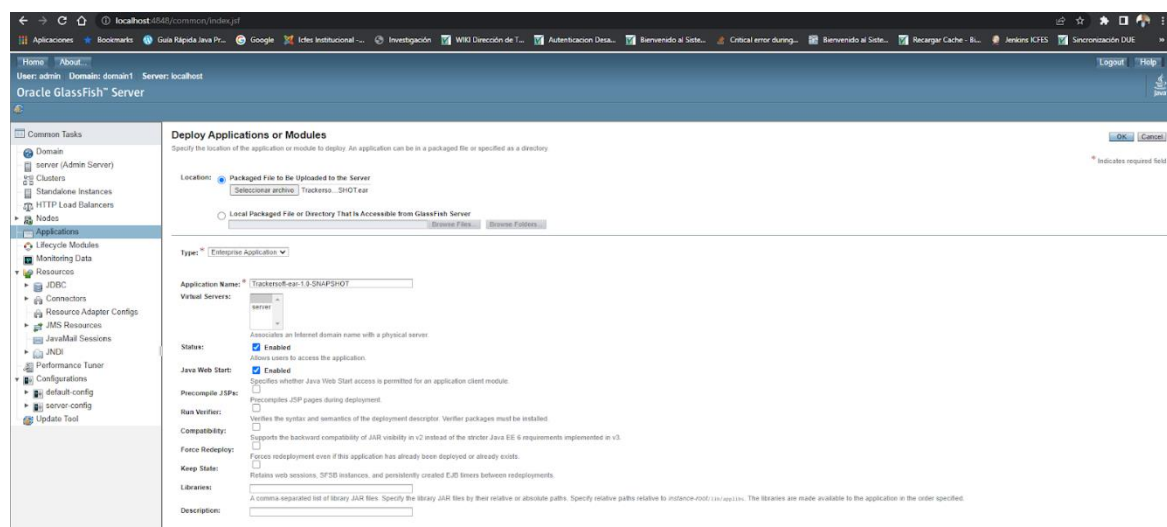 localhost:4848/common/index.jsf
Aplicaciones
Bookmarks
Guía Rápida Java Pr...
Google
Icfes Institucional -...
Investigación
WIKI Dirección de T...
Autenticacion Desa...
Bienvenido al Siste...
Critical error during...
Bienvenido al Siste...
Recargar Cache - Bi...
Jenkins ICFES
Sincronización DUE
»
Home
About...
Logout
Help
User: admin Domain: domain1 Server: localhost
Oracle GlassFish™ Server
Java
Common Tasks
Domain
server (Admin Server)
Clusters
Standalone Instances
HTTP Load Balancers
Nodes
Applications
Lifecycle Modules
Monitoring Data
Resources
JDBC
Connectors
Resource Adapter Configs
JMS Resources
JavaMail Sessions
JNDI
Performance Tuner
Configurations
default-config
server-config
Update Tool
Deploy Applications or Modules
OK
Cancel
Specify the location of the application or module to deploy. An application can be in a packaged file or specified as a directory.
* Indicates required field
Location: Packaged File to Be Uploaded to the Server
Seleccionar archivo Trackerso...SHOT.ear
Local Packaged File or Directory That Is Accessible from GlassFish Server
Browse Files...
Browse Folders...
Type: * Enterprise Application
Application Name: * Trackersoft-ear-1.0-SNAPSHOT
Virtual Servers:
server
Associates an Internet domain name with a physical server.
Status: Enabled
Allows users to access the application.
Java Web Start: Enabled
Specifies whether Java Web Start access is permitted for an application client module.
Precompile JSPs:
Precompiles JSP pages during deployment.
Run Verifier:
Verifies the syntax and semantics of the deployment descriptor. Verifier packages must be installed.
Compatibility:
Supports the backward compatibility of JAR visibility in v2 instead of the stricter Java EE 6 requirements implemented in v3.
Force Redeploy:
Forces redeployment even if this application has already been deployed or already exists.
Keep State:
Retains web sessions, SFSB instances, and persistently created EJB timers between redeployments.
Libraries:
A comma-separated list of library JAR files. Specify the library JAR files by their relative or absolute paths. Specify relative paths relative to instance-root/lib/applibs. The libraries are made available to the application in the order specified.
Description: